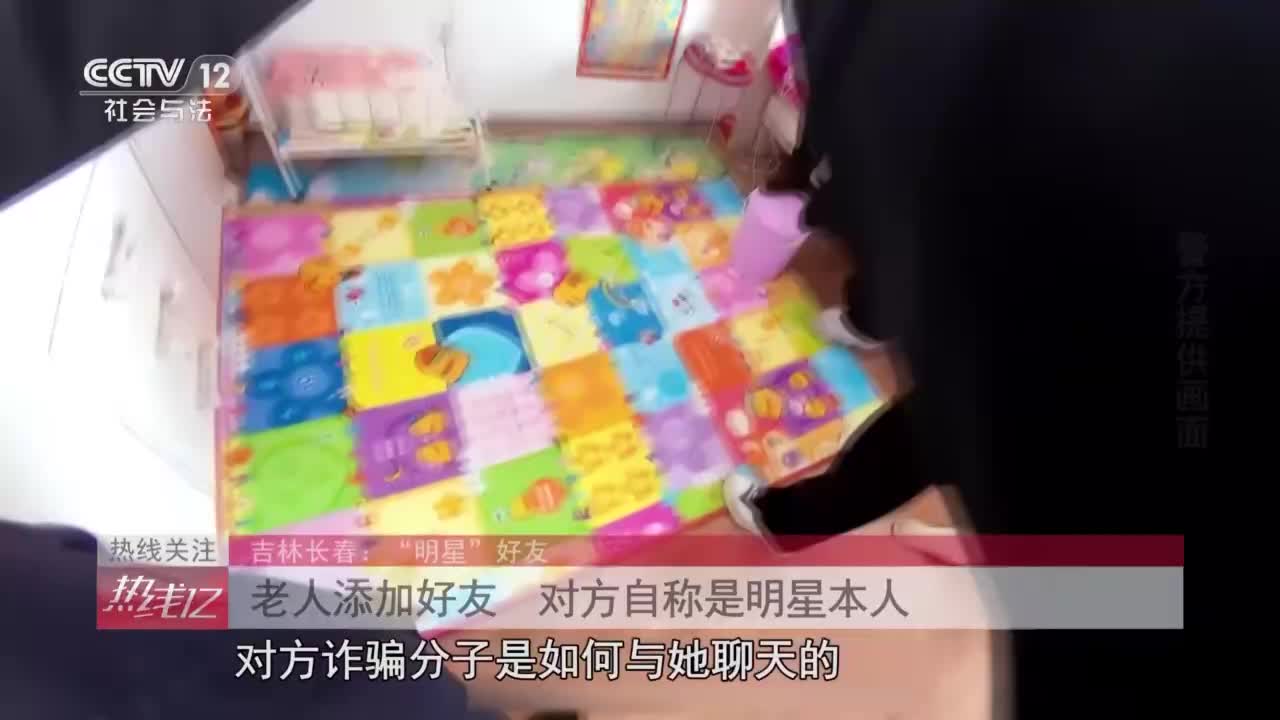 CCTV 12
社会与法
警方提供画面
热线关注
吉林长春：“明星”好友
热线12
老人添加好友 对方自称是明星本人
对方诈骗分子是如何与她聊天的